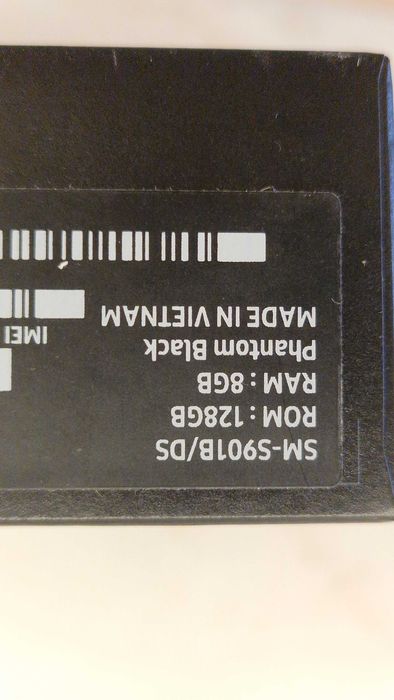 SM-S901B/DS
ROM : 128GB
RAM : 8GB
Phantom Black
MADE IN VIETNAM
IMEI